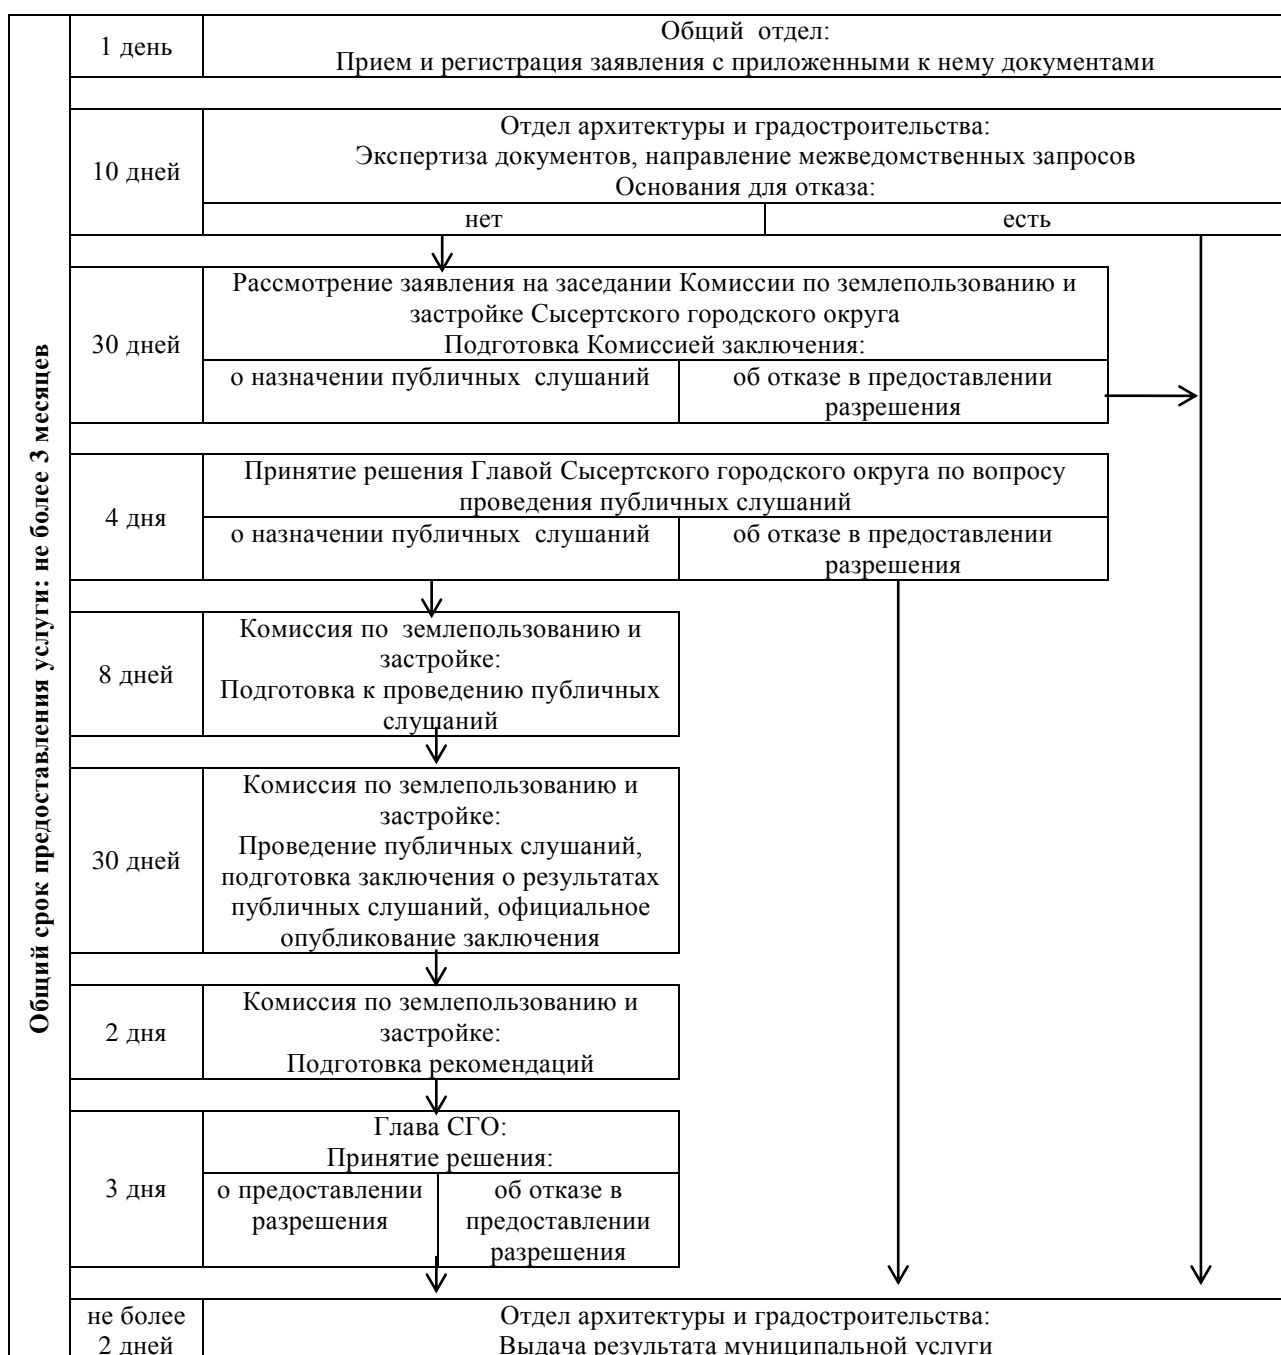 Общий срок предоставления услуги: не более 3 месяцев
1 день
Общий отдел:
Прием и регистрация заявления с приложенными к нему документами
10 дней
Отдел архитектуры и градостроительства:
Экспертиза документов, направление межведомственных запросов
Основания для отказа:
нет
есть
30 дней
Рассмотрение заявления на заседании Комиссии по землепользованию и
застройке Сысертского городского округа
Подготовка Комиссией заключения:
о назначении публичных слушаний
об отказе в предоставлении
разрешения
4 дня
Принятие решения Главой Сысертского городского округа по вопросу
проведения публичных слушаний
о назначении публичных слушаний
об отказе в предоставлении
разрешения
8 дней
Комиссия по землепользованию и
застройке:
Подготовка к проведению публичных
слушаний
30 дней
Комиссия по землепользованию и
застройке:
Проведение публичных слушаний,
подготовка заключения о результатах
публичных слушаний, официальное
опубликование заключения
2 дня
Комиссия по землепользованию и
застройке:
Подготовка рекомендаций
3 дня
Глава СГО:
Принятие решения:
о предоставлении
разрешения
об отказе в
предоставлении
разрешения
не более
2 дней
Отдел архитектуры и градостроительства:
Выдача результата муниципальной услуги